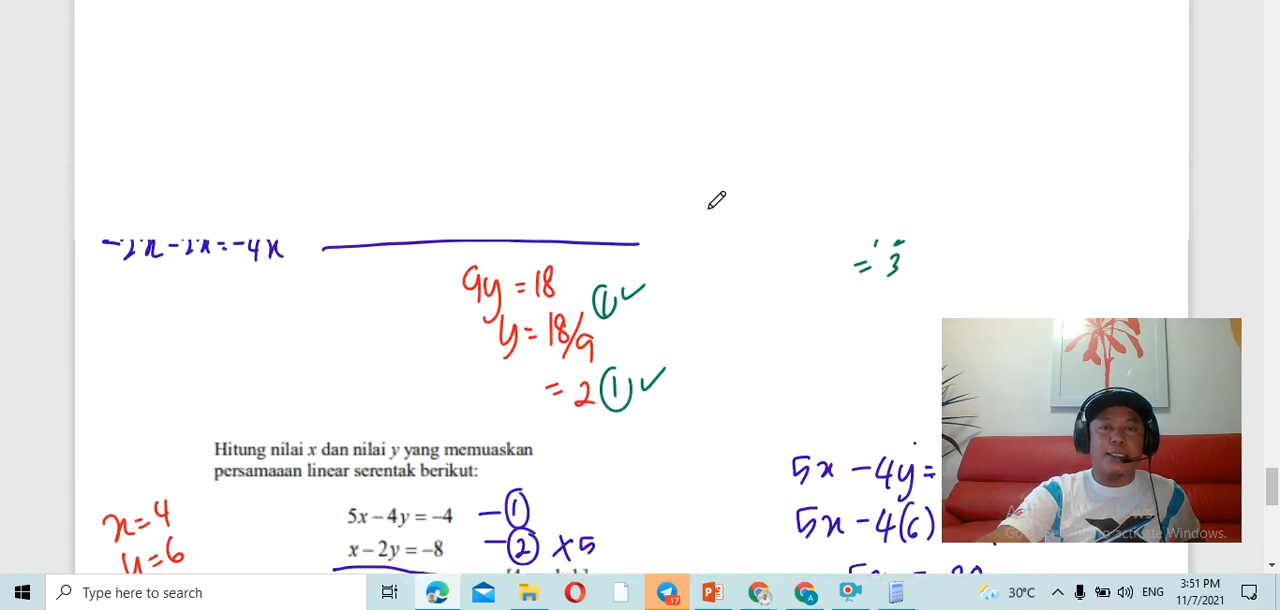 -2x - 2x = -4x
= 3
9y = 18 ① ✓
y = 18/9
= 2 ① ✓
Hitung nilai x dan nilai y yang memuaskan
persamaaan linear serentak berikut:
5x – 4y = –4 - ①
x – 2y = –8 - ② × 5
x = 4
y = 6
5x - 4y =
5x - 4(6)
Type here to search
17
30°C
ENG
3:51 PM
11/7/2021